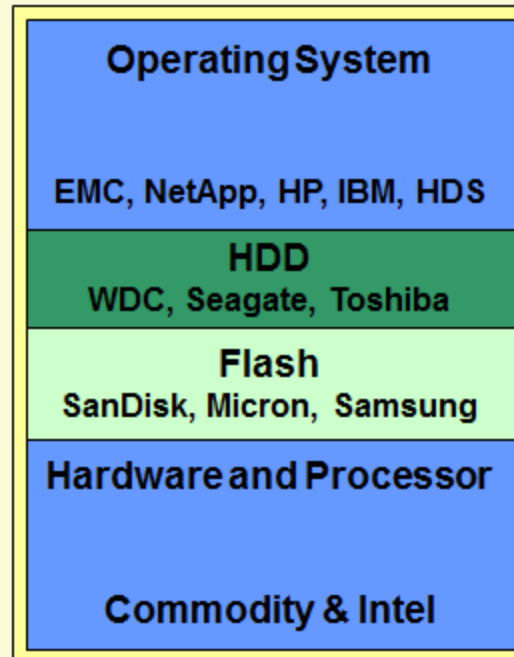 Operating System
EMC, NetApp, HP, IBM, HDS
HDD
WDC, Seagate, Toshiba
Flash
SanDisk, Micron, Samsung
Hardware and Processor
Commodity & Intel